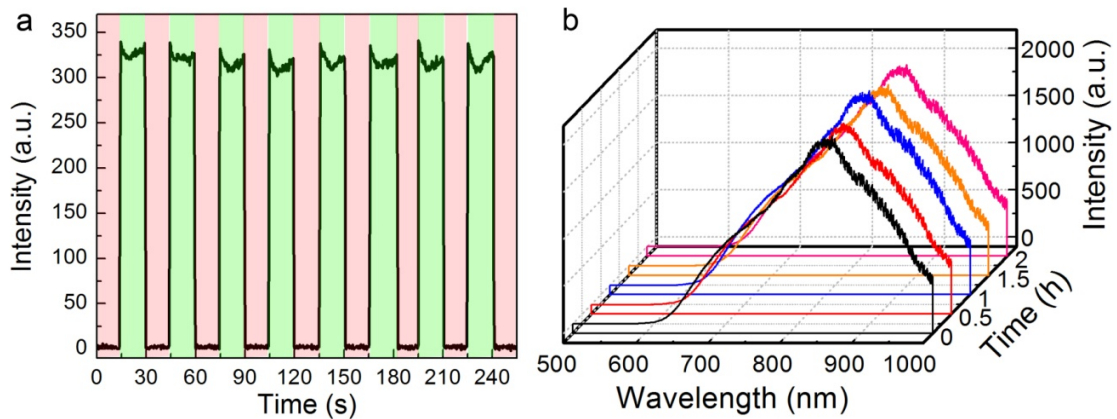 a
350
300
250
200
150
100
50
0
Intensity (a.u.)
0 30 60 90 120 150 180 210 240
Time (s)
b
2000
1500
1000
500
0
Intensity (a.u.)
0 0.5 1 1.5 2
Time (h)
500 600 700 800 900 1000
Wavelength (nm)